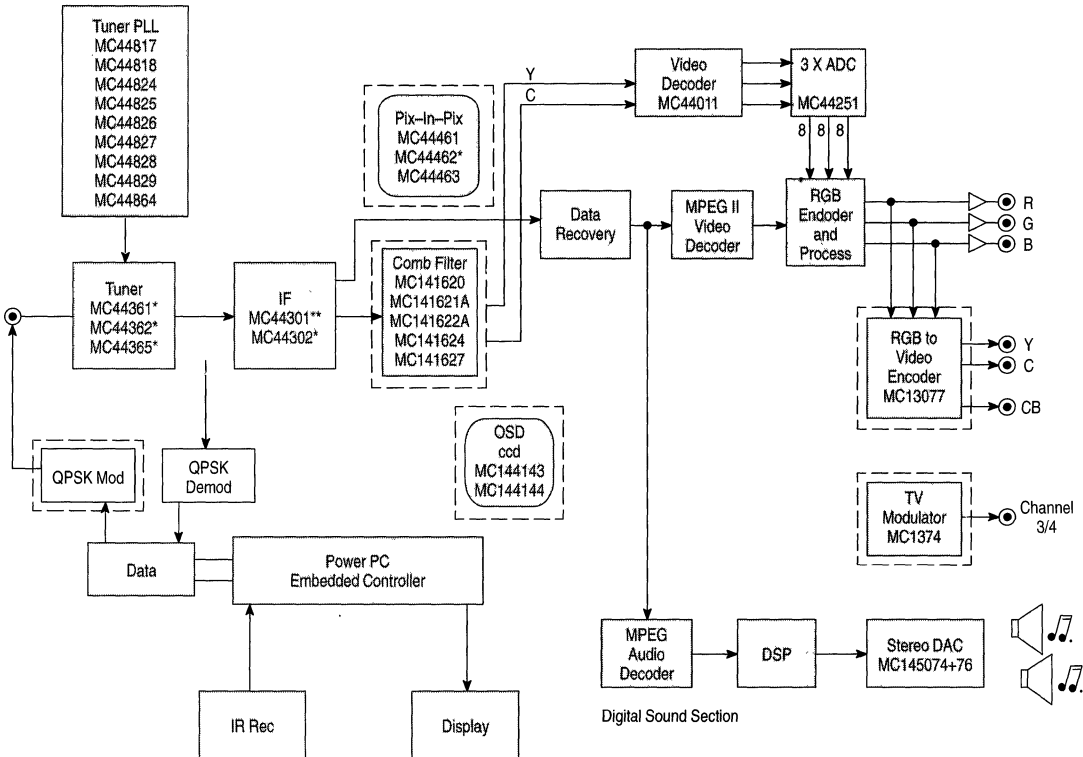 Tuner PLL
MC44817
MC44818
MC44824
MC44825
MC44826
MC44827
MC44828
MC44829
MC44864
Pix–In–Pix
MC44461
MC44462*
MC44463
Y
C
Video
Decoder
MC44011
3 X ADC
MC44251
8 8 8
Tuner
MC44361*
MC44362*
MC44365*
IF
MC44301**
MC44302*
Comb Filter
MC141620
MC141621A
MC141622A
MC141624
MC141627
Data
Recovery
MPEG II
Video
Decoder
RGB
Endoder
and
Process
R
G
B
RGB to
Video
Encoder
MC13077
Y
C
CB
QPSK Mod
QPSK
Demod
OSD
ccd
MC144143
MC144144
TV
Modulator
MC1374
Channel
3/4
Data
Power PC
Embedded Controller
MPEG
Audio
Decoder
DSP
Stereo DAC
MC145074+76
IR Rec
Display
Digital Sound Section